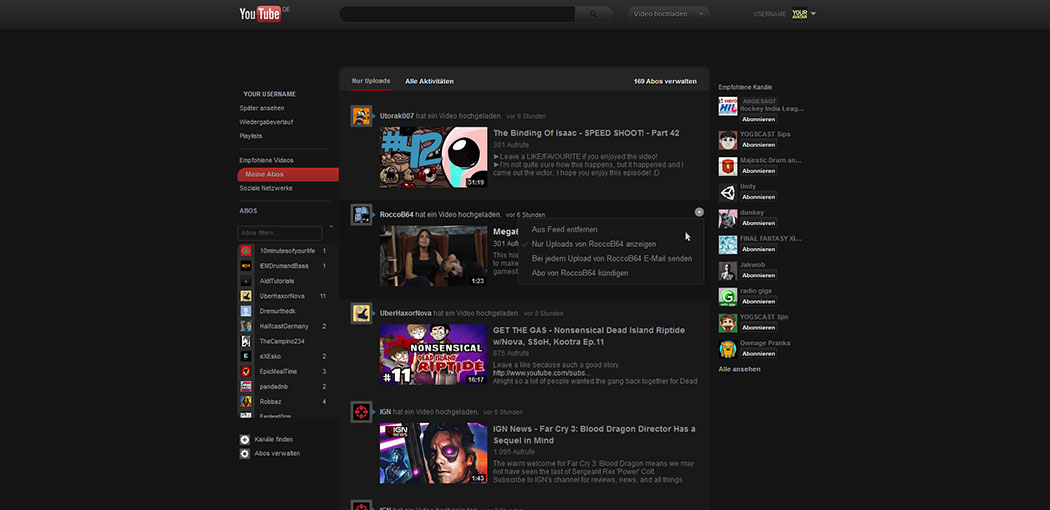 YouTube DE
Video hochladen
USERNAME
YOUR AVATAR
YOUR USERNAME
Später ansehen
Wiedergabeverlauf
Playlists
Empfohlene Videos
Meine Abos
Soziale Netzwerke
ABOS
Abos filtern...
10minutesofyourlife 1
IEMDrumandBass 1
AldiTutorials
UberHaxorNova 11
Dremurthedk
HalfcastGermany 2
TheCampino234
eXEsko 2
EpicMealTime 3
pandadnb 2
Robbaz 4
Kanäle finden
Abos verwalten
Nur Uploads
Alle Aktivitäten
169 Abos verwalten
Utorak007 hat ein Video hochgeladen. vor 6 Stunden
#42
31:19
The Binding Of Isaac - SPEED SHOOT! - Part 42
301 Aufrufe
►Leave a LIKE/FAVOURITE if you enjoyed the video!
►I'm not quite sure how this happens, but it happened and I
came out the victor. I hope you enjoy this episode! :D
RoccoB64 hat ein Video hochgeladen. vor 6 Stunden
1:23
Mega
301 Aufr
This his
to make
gamest
Aus Feed entfernen
✓ Nur Uploads von RoccoB64 anzeigen
Bei jedem Upload von RoccoB64 E-Mail senden
Abo von RoccoB64 kündigen
UberHaxorNova hat ein Video hochgeladen. vor 8 Stunden
NONSENSICAL
DEAD ISLAND
RIPTIDE
#11
16:17
GET THE GAS - Nonsensical Dead Island Riptide
w/Nova, SSoH, Kootra Ep.11
875 Aufrufe
Leave a like because such a good story.
http://www.youtube.com/subs...
Alright so a lot of people wanted the gang back together for Dead
IGN hat ein Video hochgeladen. vor 8 Stunden
IGN NEWS
1:43
IGN News - Far Cry 3: Blood Dragon Director Has a
Sequel in Mind
1,095 Aufrufe
The warm welcome for Far Cry 3: Blood Dragon means we may
not have seen the last of Sergeant Rex 'Power' Colt.
Subscribe to IGN's channel for reviews, news, and all things
Empfohlene Kanäle
ANGESAGT
Hockey India Leag...
Abonnieren
YOGSCAST Sips
Abonnieren
Majestic Drum an...
Abonnieren
Unity
Abonnieren
dunkey
Abonnieren
FINAL FANTASY XI...
Abonnieren
Jakwob
Abonnieren
radio giga
Abonnieren
YOGSCAST Sjin
Abonnieren
Ownage Pranks
Abonnieren
Alle ansehen